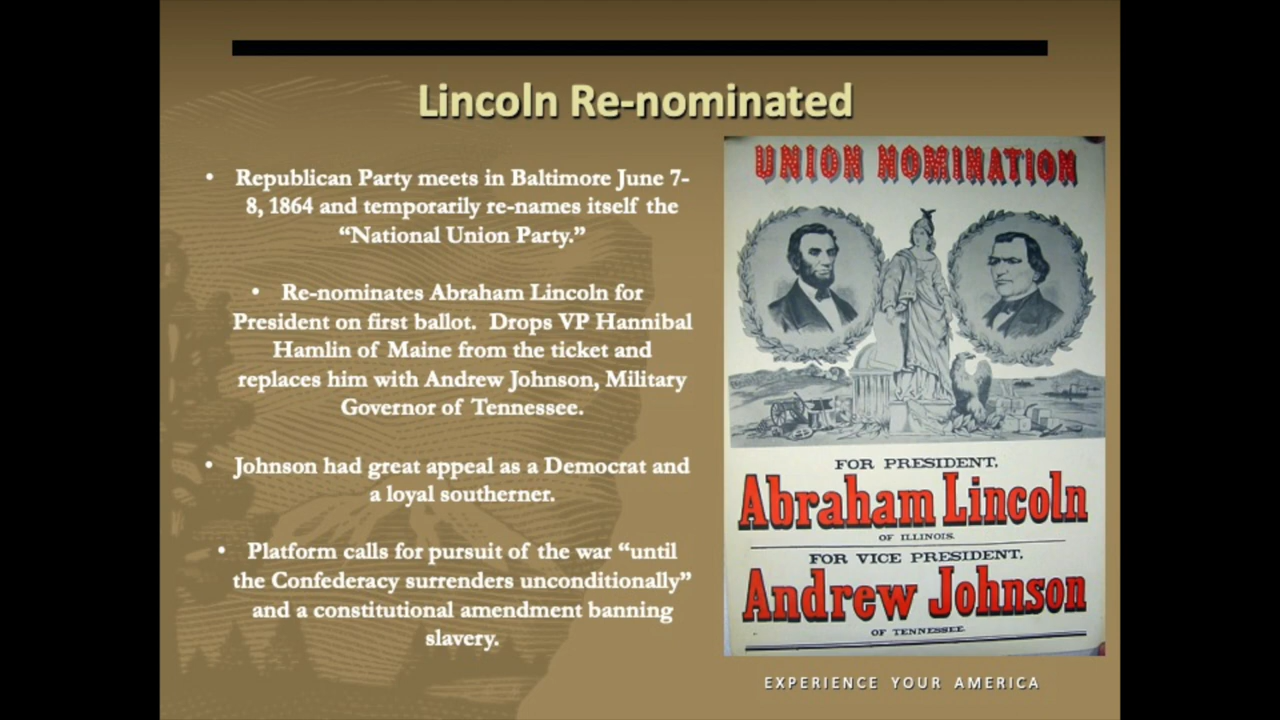 Lincoln Re-nominated
• Republican Party meets in Baltimore June 7-
8, 1864 and temporarily re-names itself the
“National Union Party.”
• Re-nominates Abraham Lincoln for
President on first ballot.  Drops VP Hannibal
Hamlin of Maine from the ticket and
replaces him with Andrew Johnson, Military
Governor of Tennessee.
• Johnson had great appeal as a Democrat and
a loyal southerner.
• Platform calls for pursuit of the war “until
the Confederacy surrenders unconditionally”
and a constitutional amendment banning
slavery.
UNION NOMINATION
FOR PRESIDENT,
Abraham Lincoln
OF ILLINOIS.
FOR VICE PRESIDENT,
Andrew Johnson
OF TENNESSEE.
EXPERIENCE YOUR AMERICA